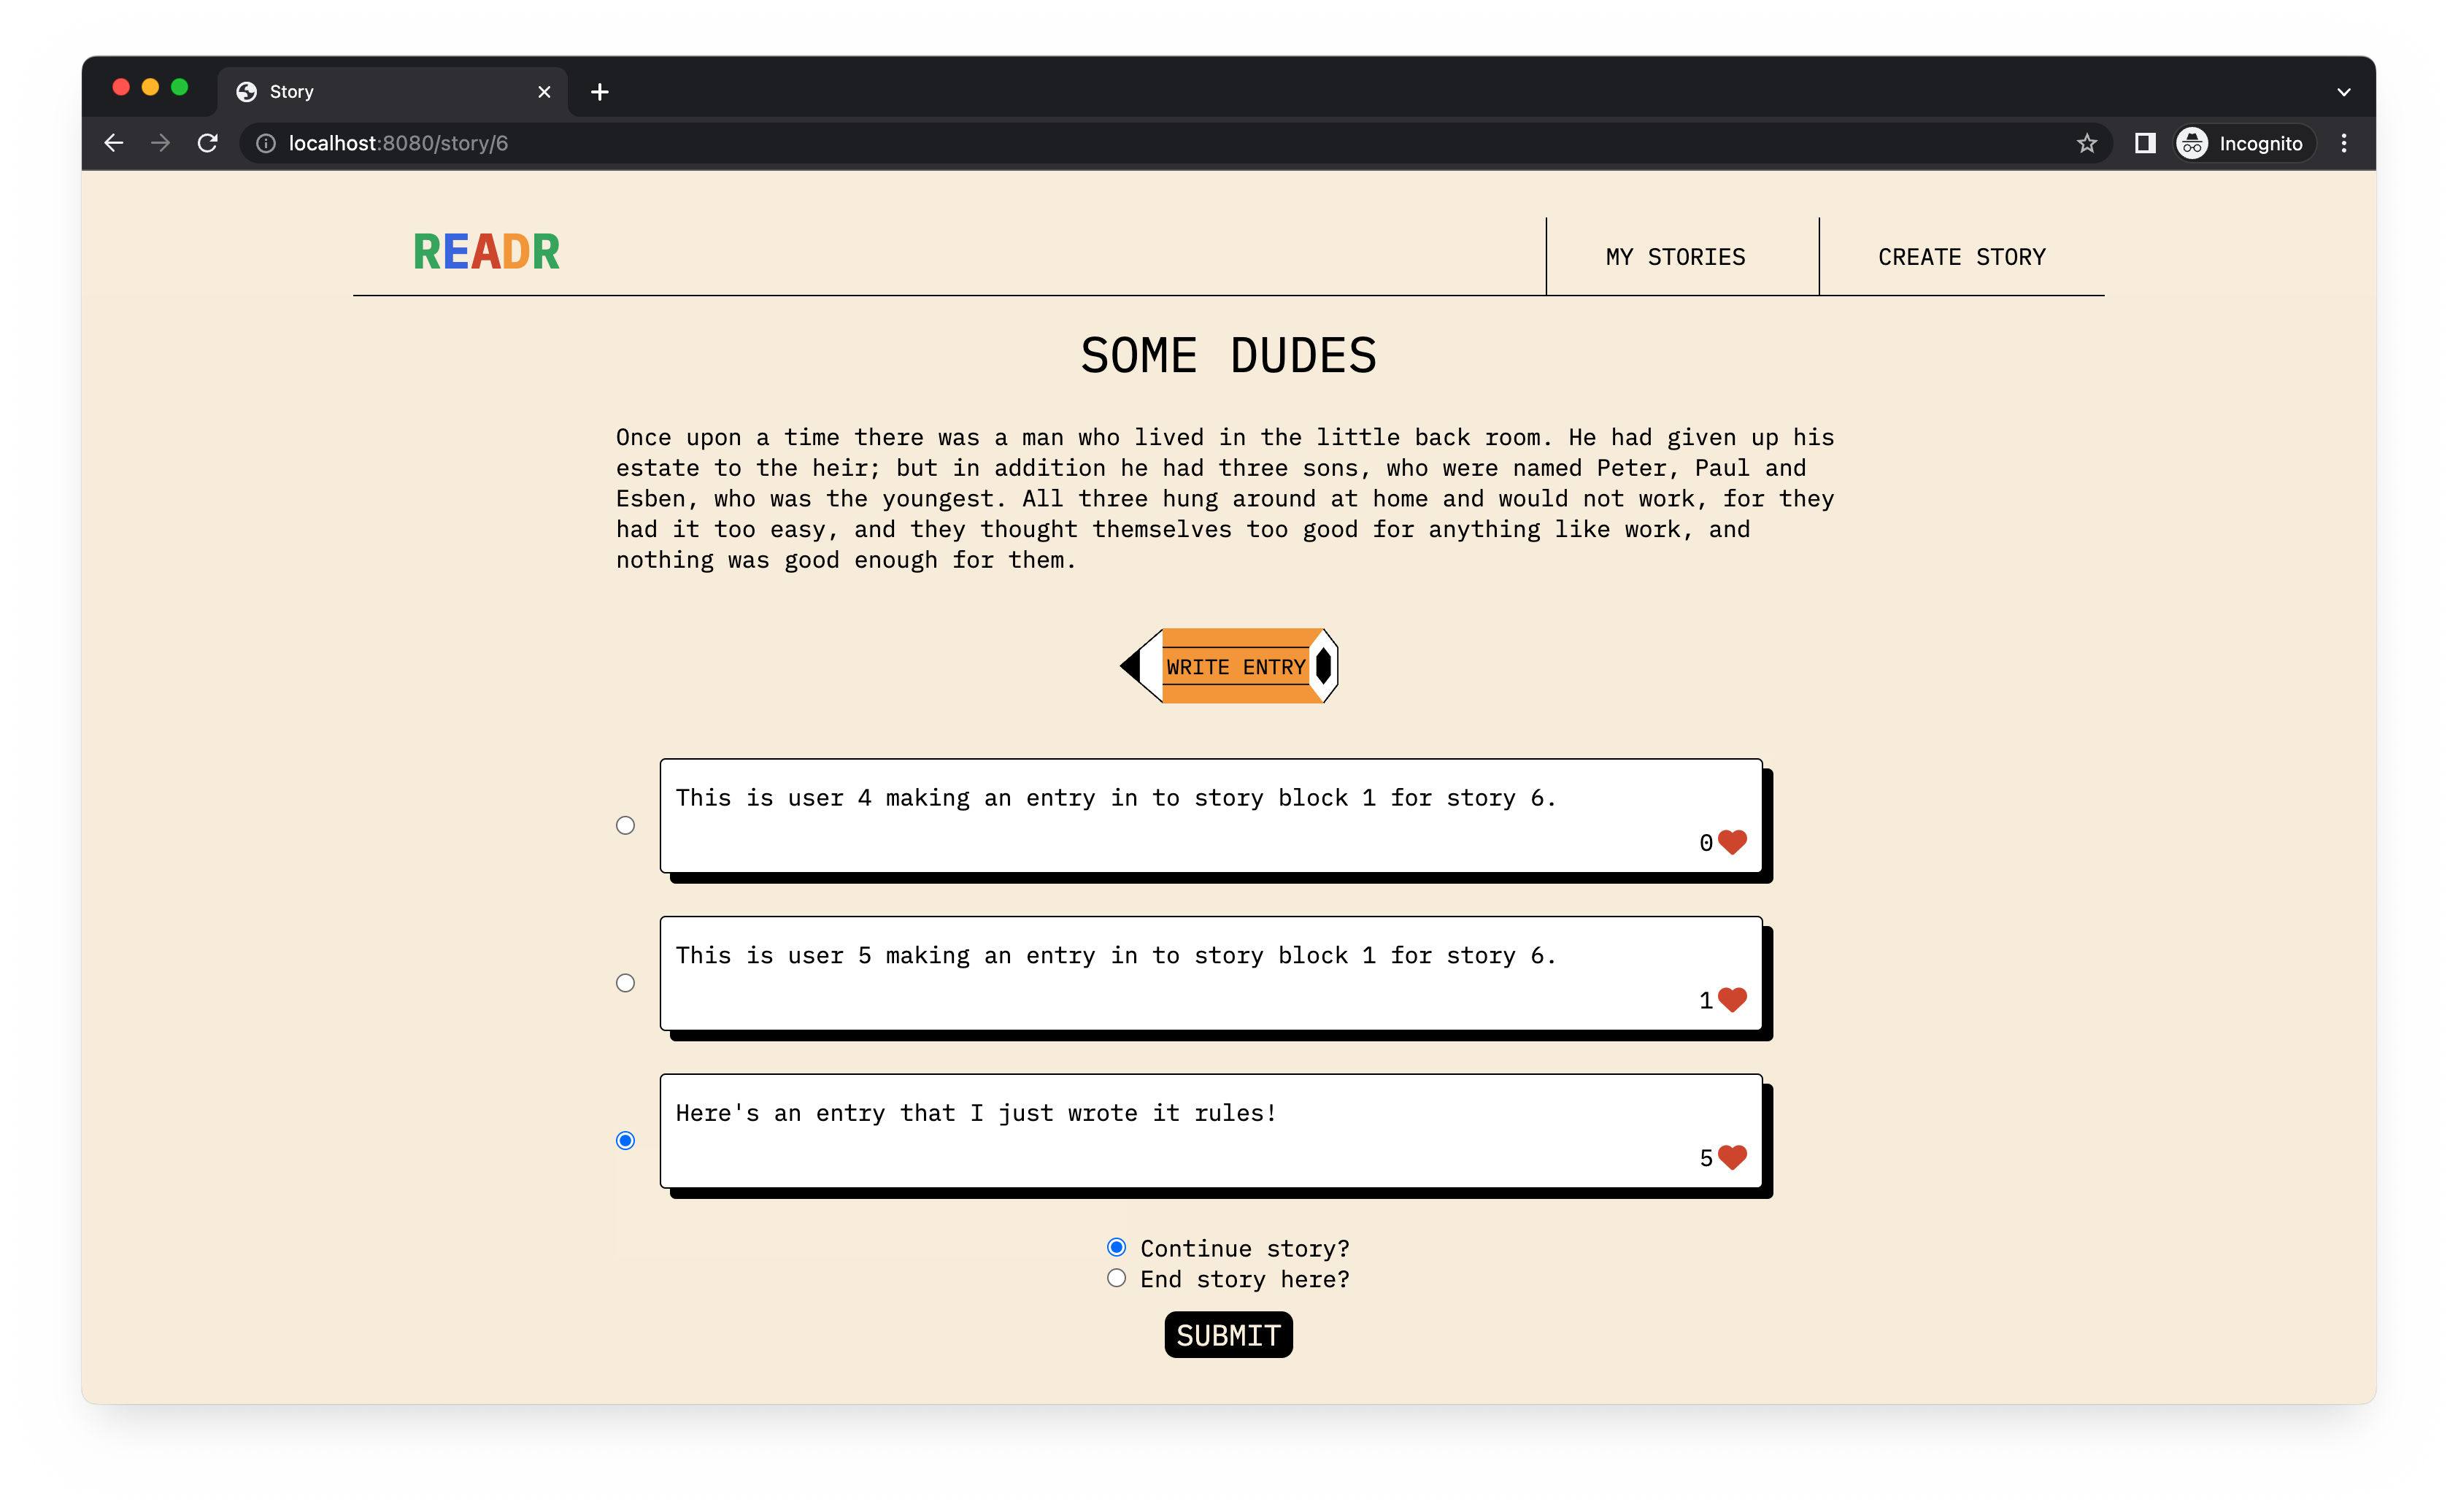 Story
localhost:8080/story/6
Incognito
READR
MY STORIES
CREATE STORY
SOME DUDES
Once upon a time there was a man who lived in the little back room. He had given up his
estate to the heir; but in addition he had three sons, who were named Peter, Paul and
Esben, who was the youngest. All three hung around at home and would not work, for they
had it too easy, and they thought themselves too good for anything like work, and
nothing was good enough for them.
WRITE ENTRY
This is user 4 making an entry in to story block 1 for story 6.
0
This is user 5 making an entry in to story block 1 for story 6.
1
Here's an entry that I just wrote it rules!
5
Continue story?
End story here?
SUBMIT